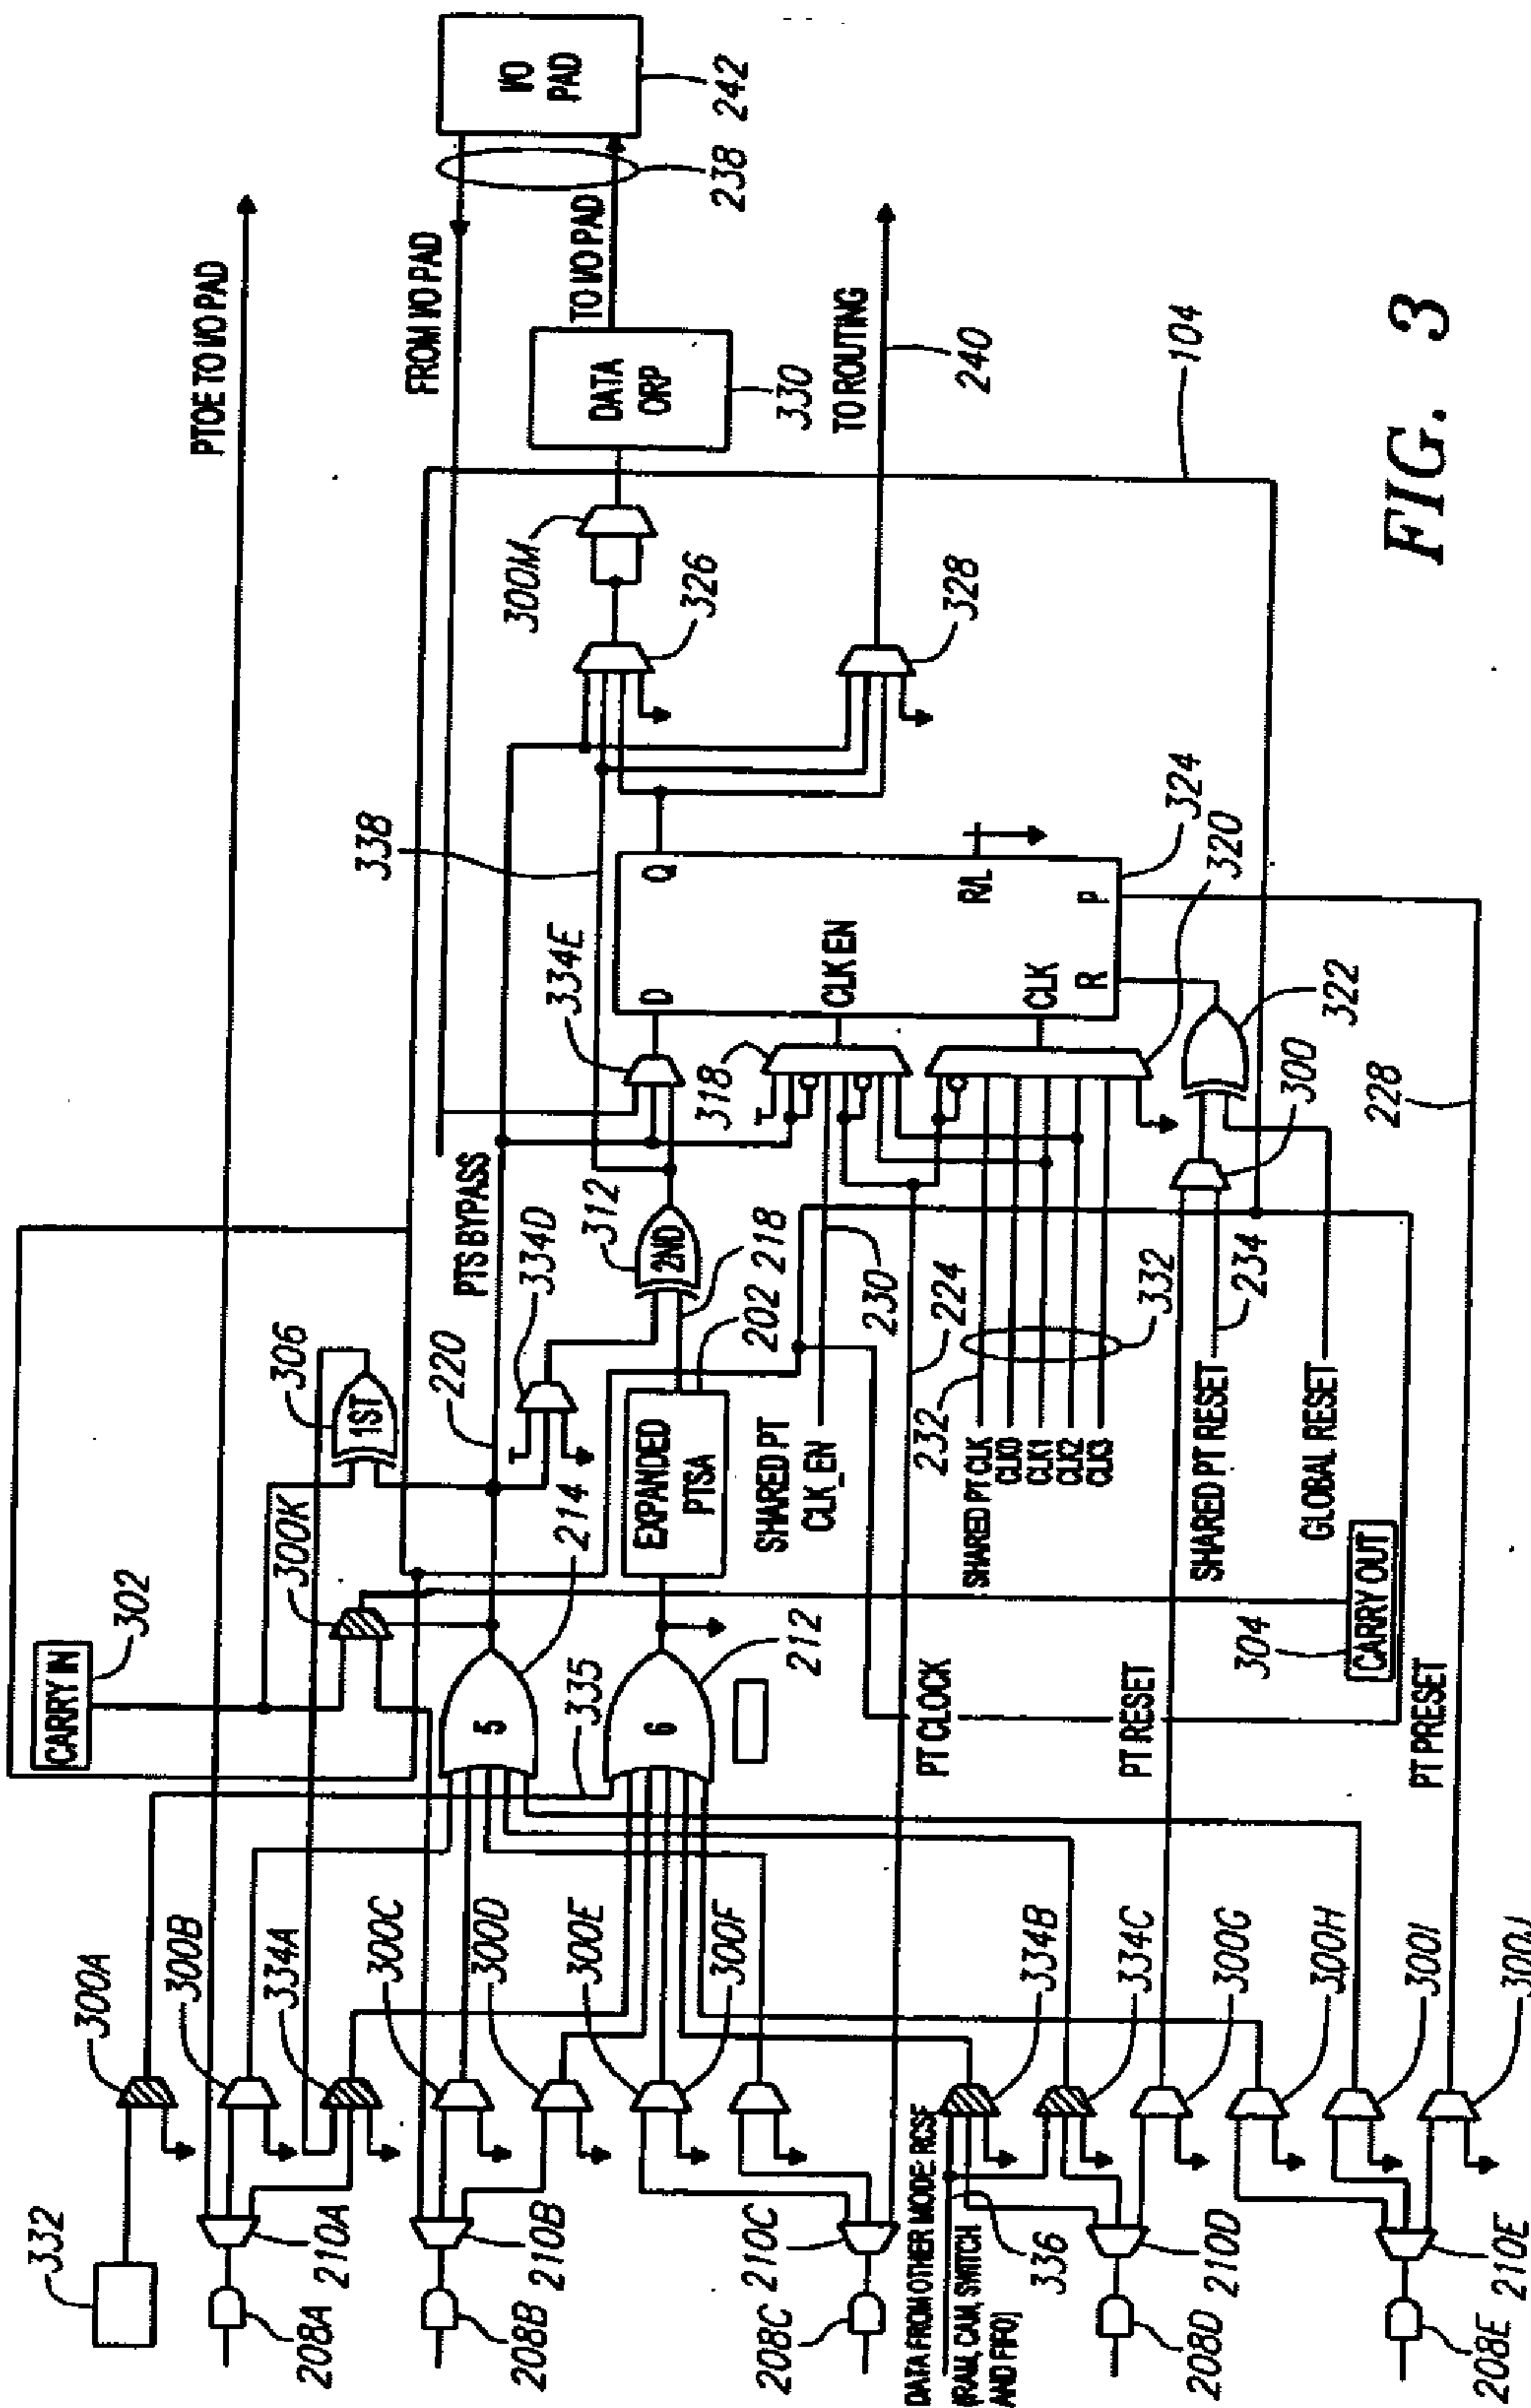 PTOE TO I/O PAD
I/O
PAD
242
238
FROM I/O PAD
TO I/O PAD
DATA
ORP
330
TO ROUTING
240
104
FIG. 3
300M
326
328
338
334E
Q
D
CLK EN
R/L
CLK
R
P
324
320
318
322
300
228
PTS BYPASS
334D
312
2ND
218
202
230
224
332
234
306
1ST
220
214
EXPANDED
PTSA
SHARED PT
CLK_EN
232
SHARED PT CLK
CLK0
CLK1
CLK2
CLK3
SHARED PT RESET
GLOBAL RESET
CARRY IN
302
300K
5
6
335
212
304
CARRY OUT
PT CLOCK
PT RESET
PT PRESET
300A
300B
334A
300C
300D
300E
300F
334B
334C
300G
300H
300I
300J
332
210A
208A
210B
208B
210C
208C
DATA FROM OTHER MODE: RCSF
(RAM, CAM, SWITCH
AND FIFO)
336
210D
208D
210E
208E